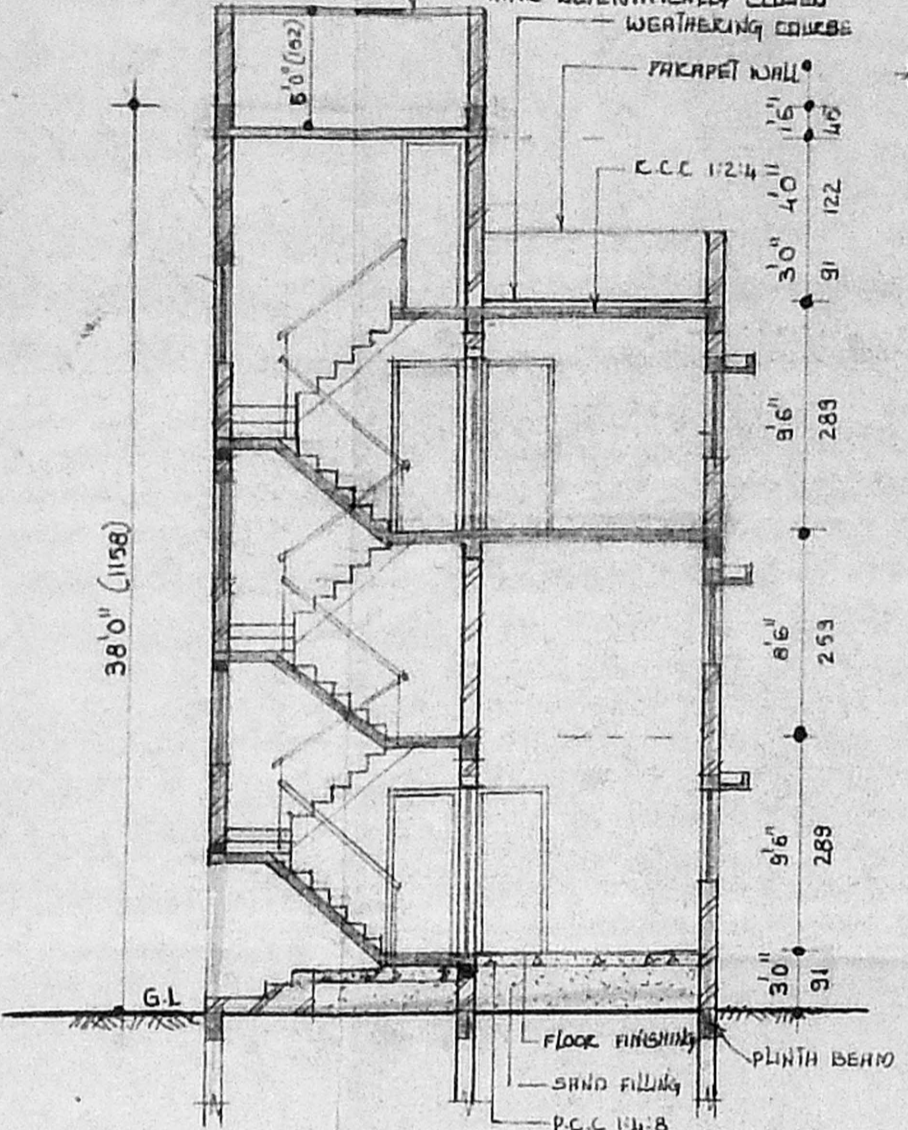 WEATHERING COURSE
PARAPET WALL
R.C.C 1:2:4
5'0" (152)
1'6"
46
4'0"
122
3'0"
91
9'6"
289
38'0" (1158)
8'6"
259
9'6"
289
3'0"
91
G.L
FLOOR FINISHING
PLINTH BEAM
SAND FILLING
P.C.C 1:4:8